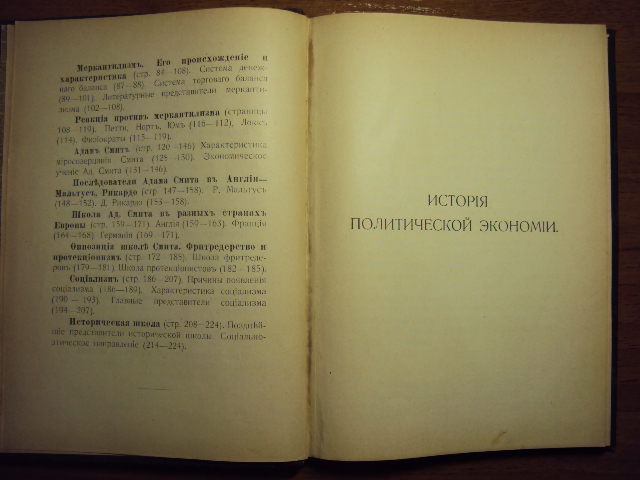 Меркантилизмъ. Его происхожденіе и
характеристика (стр. 84—108). Система денеж-
наго баланса (87—88). Система торговаго баланса
(89—101). Литературные представители мерканти-
лизма (102—108).
Реакція противъ меркантилизма (страницы
108—119). Петти, Нортъ, Юмъ (116—112), Локкъ
(114), Физіократы (115—119).
Адамъ Смитъ (стр. 120—146) Характеристика
міросозерцанія Смита (125—130). Экономическое
ученіе Ад. Смита (131—146).
Послѣдователи Адама Смита въ Англіи—
Мальтусъ, Рикардо (стр. 147—158). Р. Мальтусъ
(148—152). Д. Рикардо (153—158).
Школа Ад. Смита въ разныхъ странахъ
Европы (стр. 159—171). Англія (159—163). Франція
(164—168) Германія (169—171).
Оппозиція школѣ Смита. Фритредерство и
протекціонизмъ (стр. 172—185). Школа фритреде-
ровъ (179—181). Школа протекціонистовъ (182—185).
Соціализмъ (стр. 186—207). Причины появленія
соціализма (186—189). Характеристика соціализма
(190—193). Главные представители соціализма
(194—207).
Историческая школа (стр. 208—224). Позднѣй-
шіе представители исторической школы Соціально-
этическое направленіе (214—224).
ИСТОРІЯ
ПОЛИТИЧЕСКОЙ ЭКОНОМІИ.